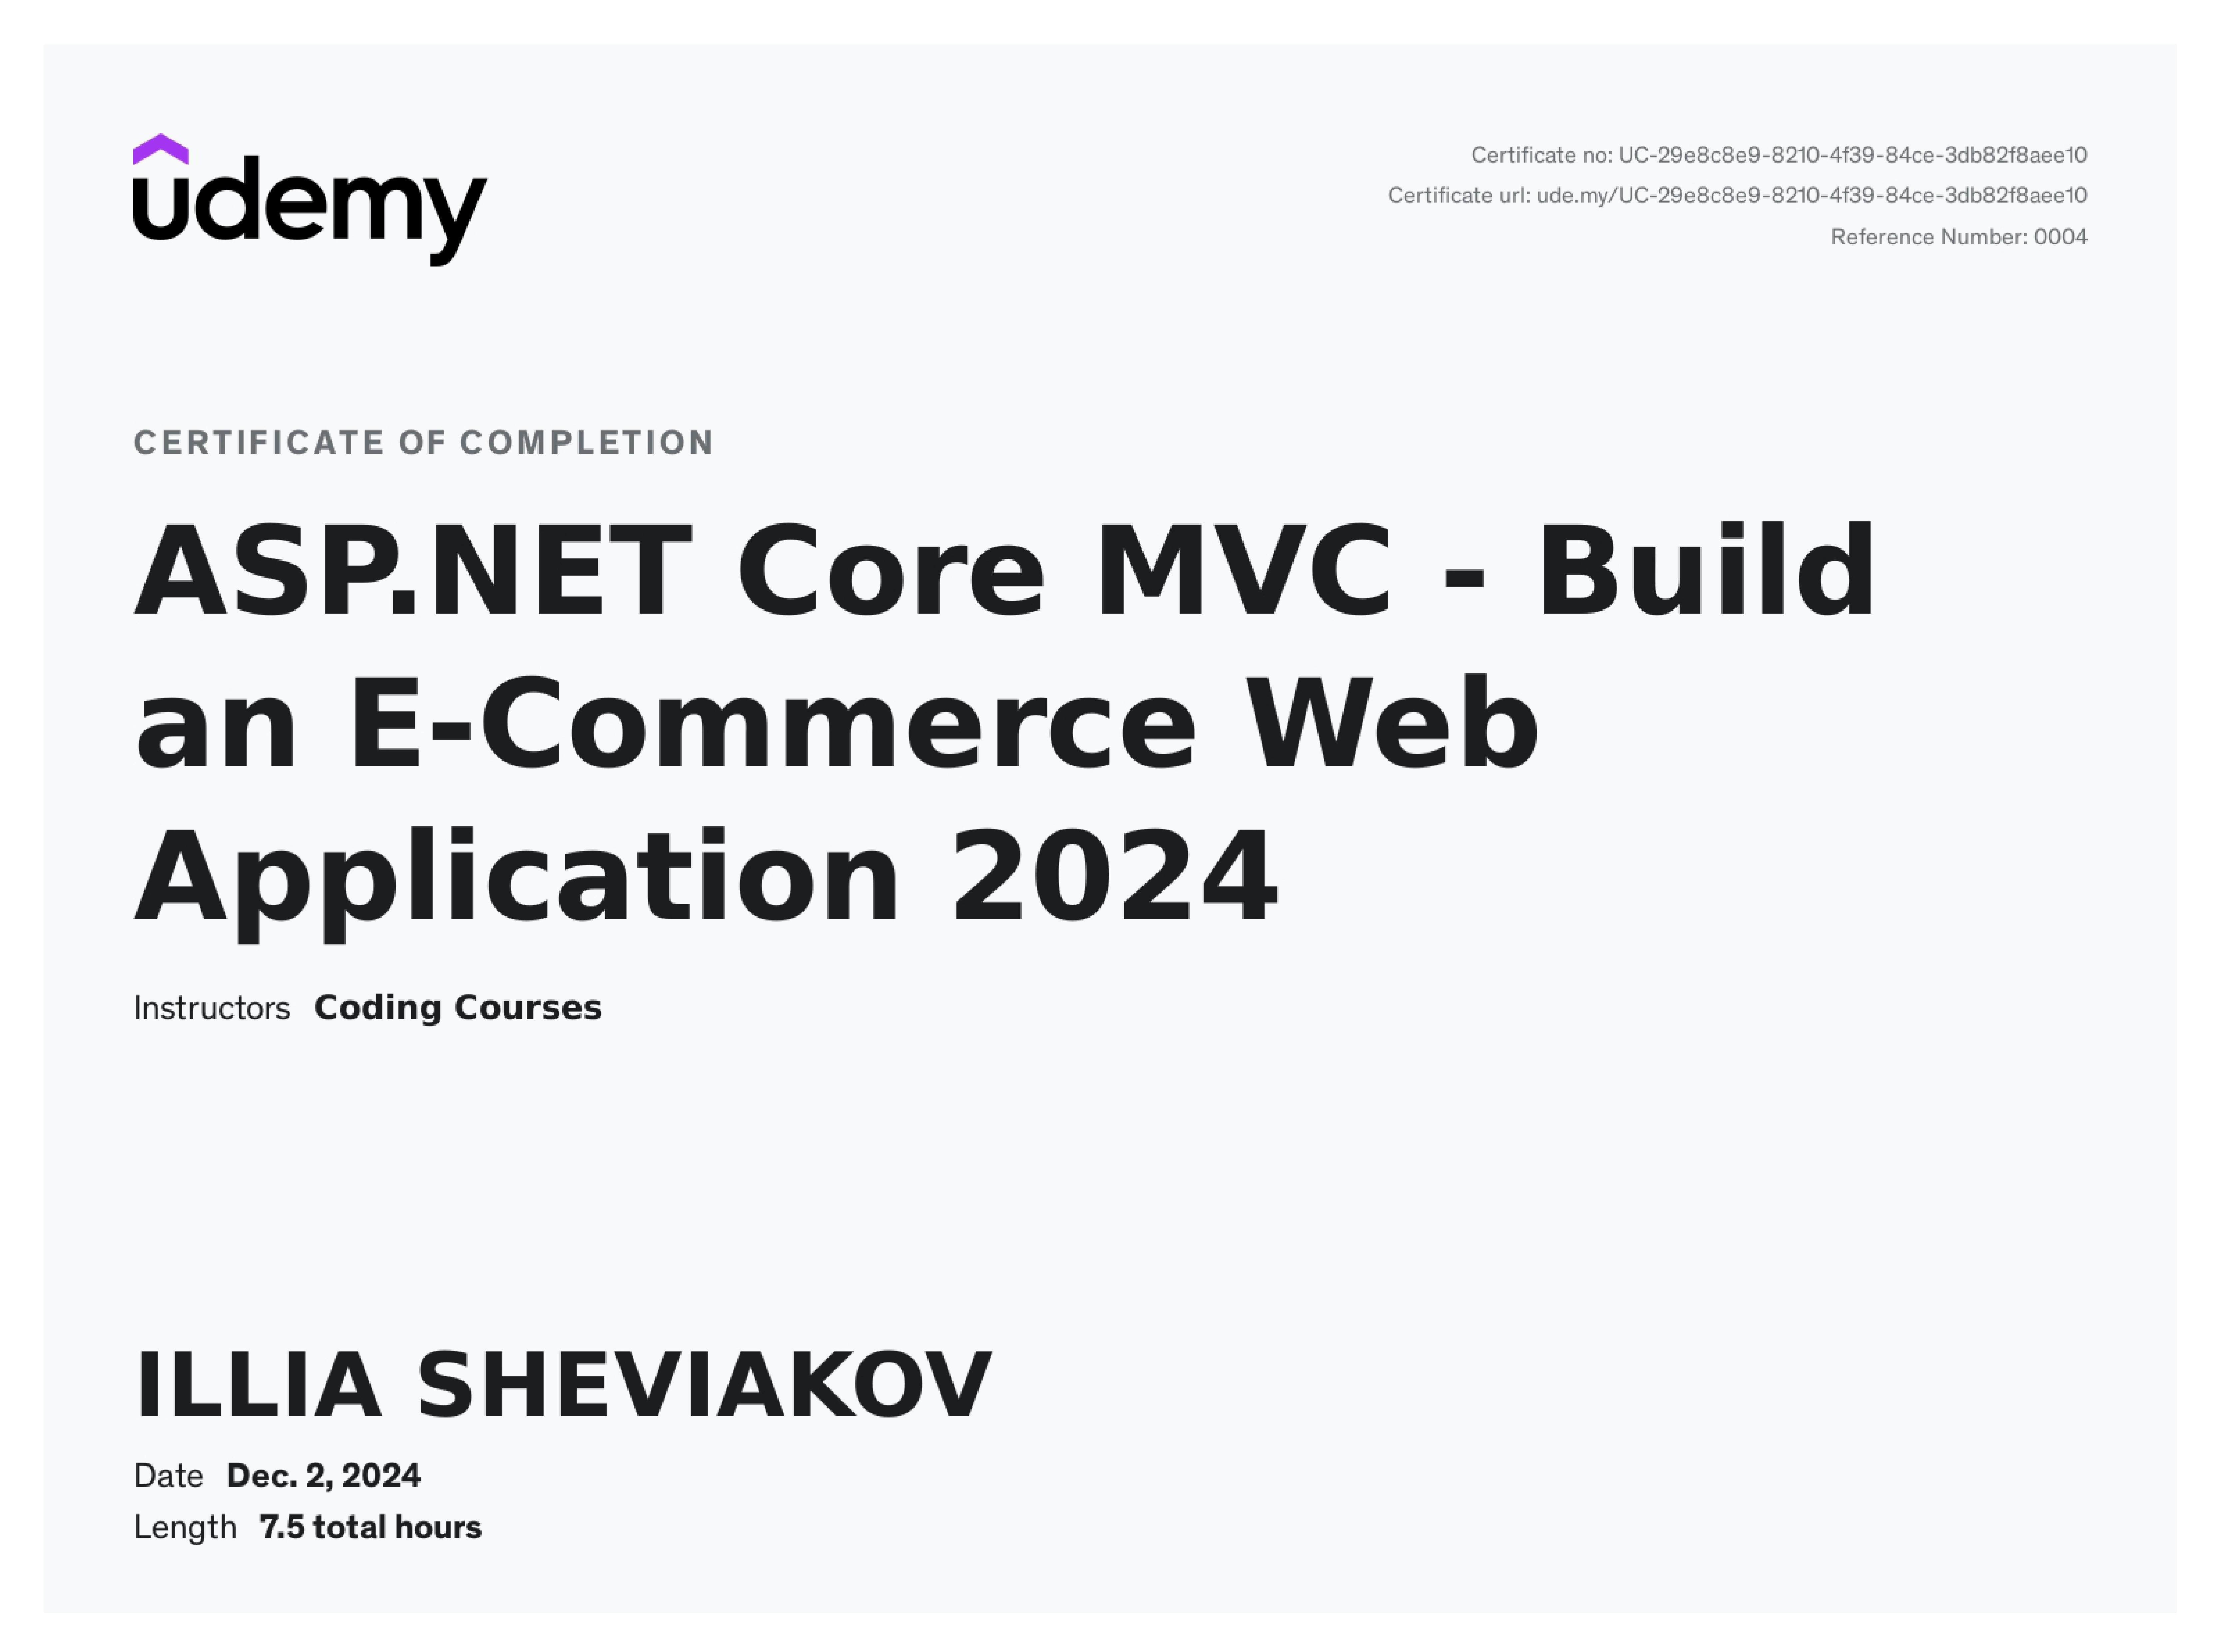 udemy
Certificate no: UC-29e8c8e9-8210-4f39-84ce-3db82f8aee10
Certificate url: ude.my/UC-29e8c8e9-8210-4f39-84ce-3db82f8aee10
Reference Number: 0004
CERTIFICATE OF COMPLETION
ASP.NET Core MVC - Build
an E-Commerce Web
Application 2024
Instructors Coding Courses
ILLIA SHEVIAKOV
Date Dec. 2, 2024
Length 7.5 total hours